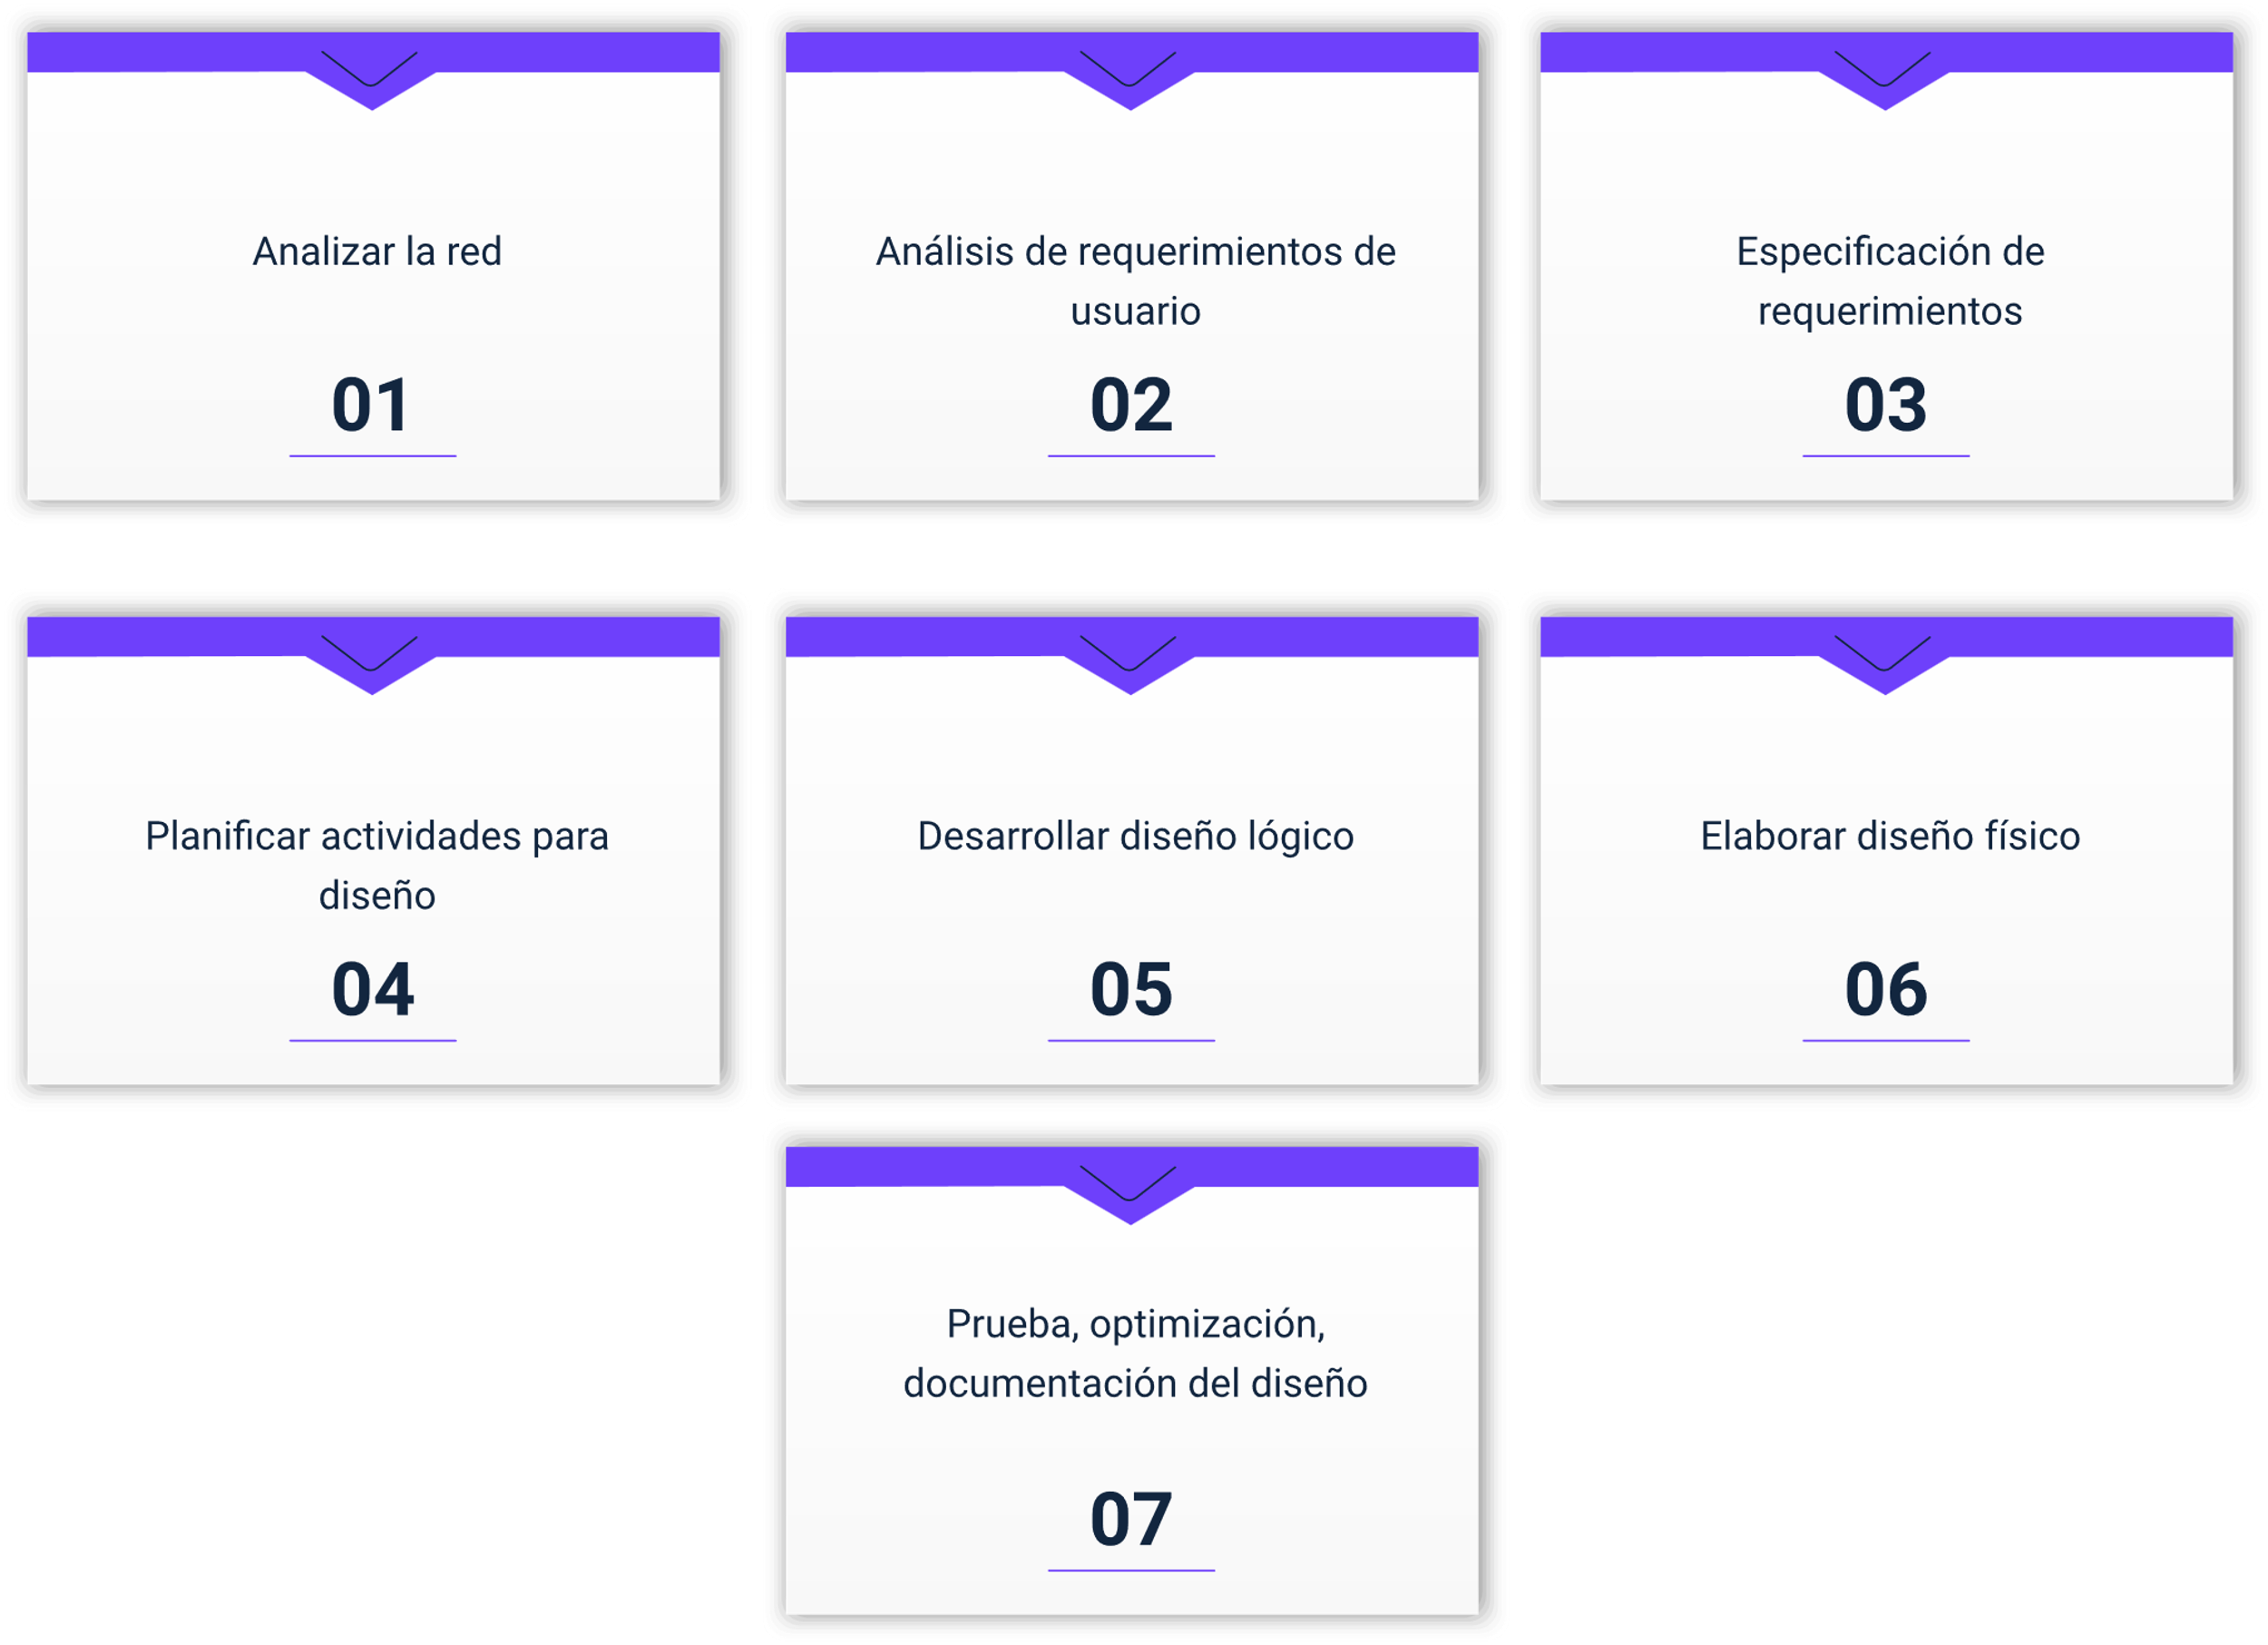 Analizar la red
01
Análisis de requerimientos de
usuario
02
Especificación de
requerimientos
03
Planificar actividades para
diseño
04
Desarrollar diseño lógico
05
Elaborar diseño físico
06
Prueba, optimización,
documentación del diseño
07